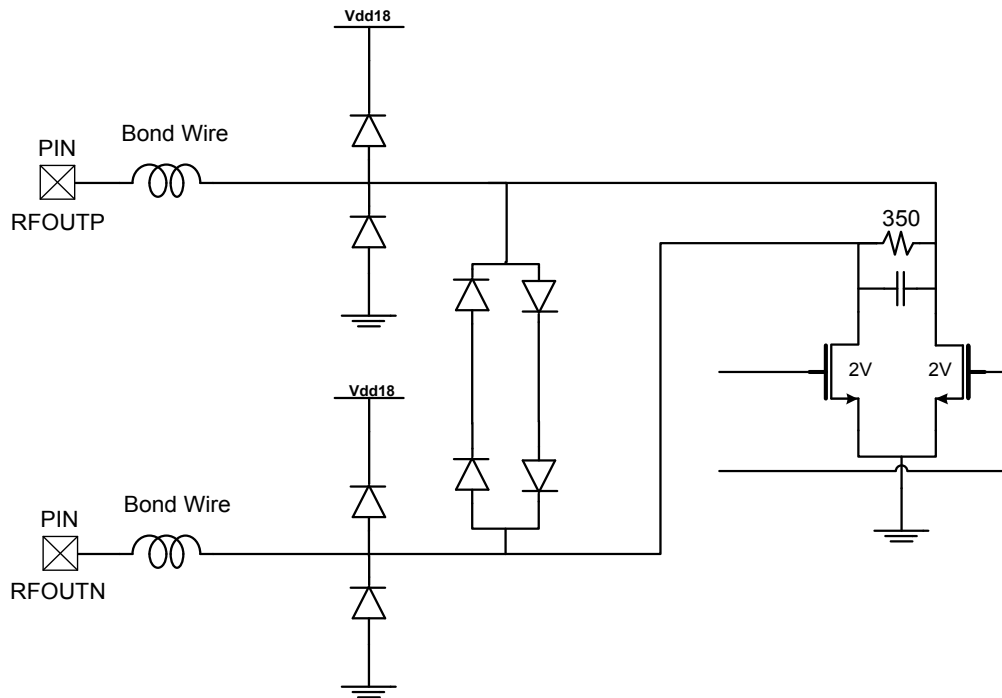 Vdd18
Bond Wire
PIN
RFOUTP
350
2V 2V
Vdd18
Bond Wire
PIN
RFOUTN